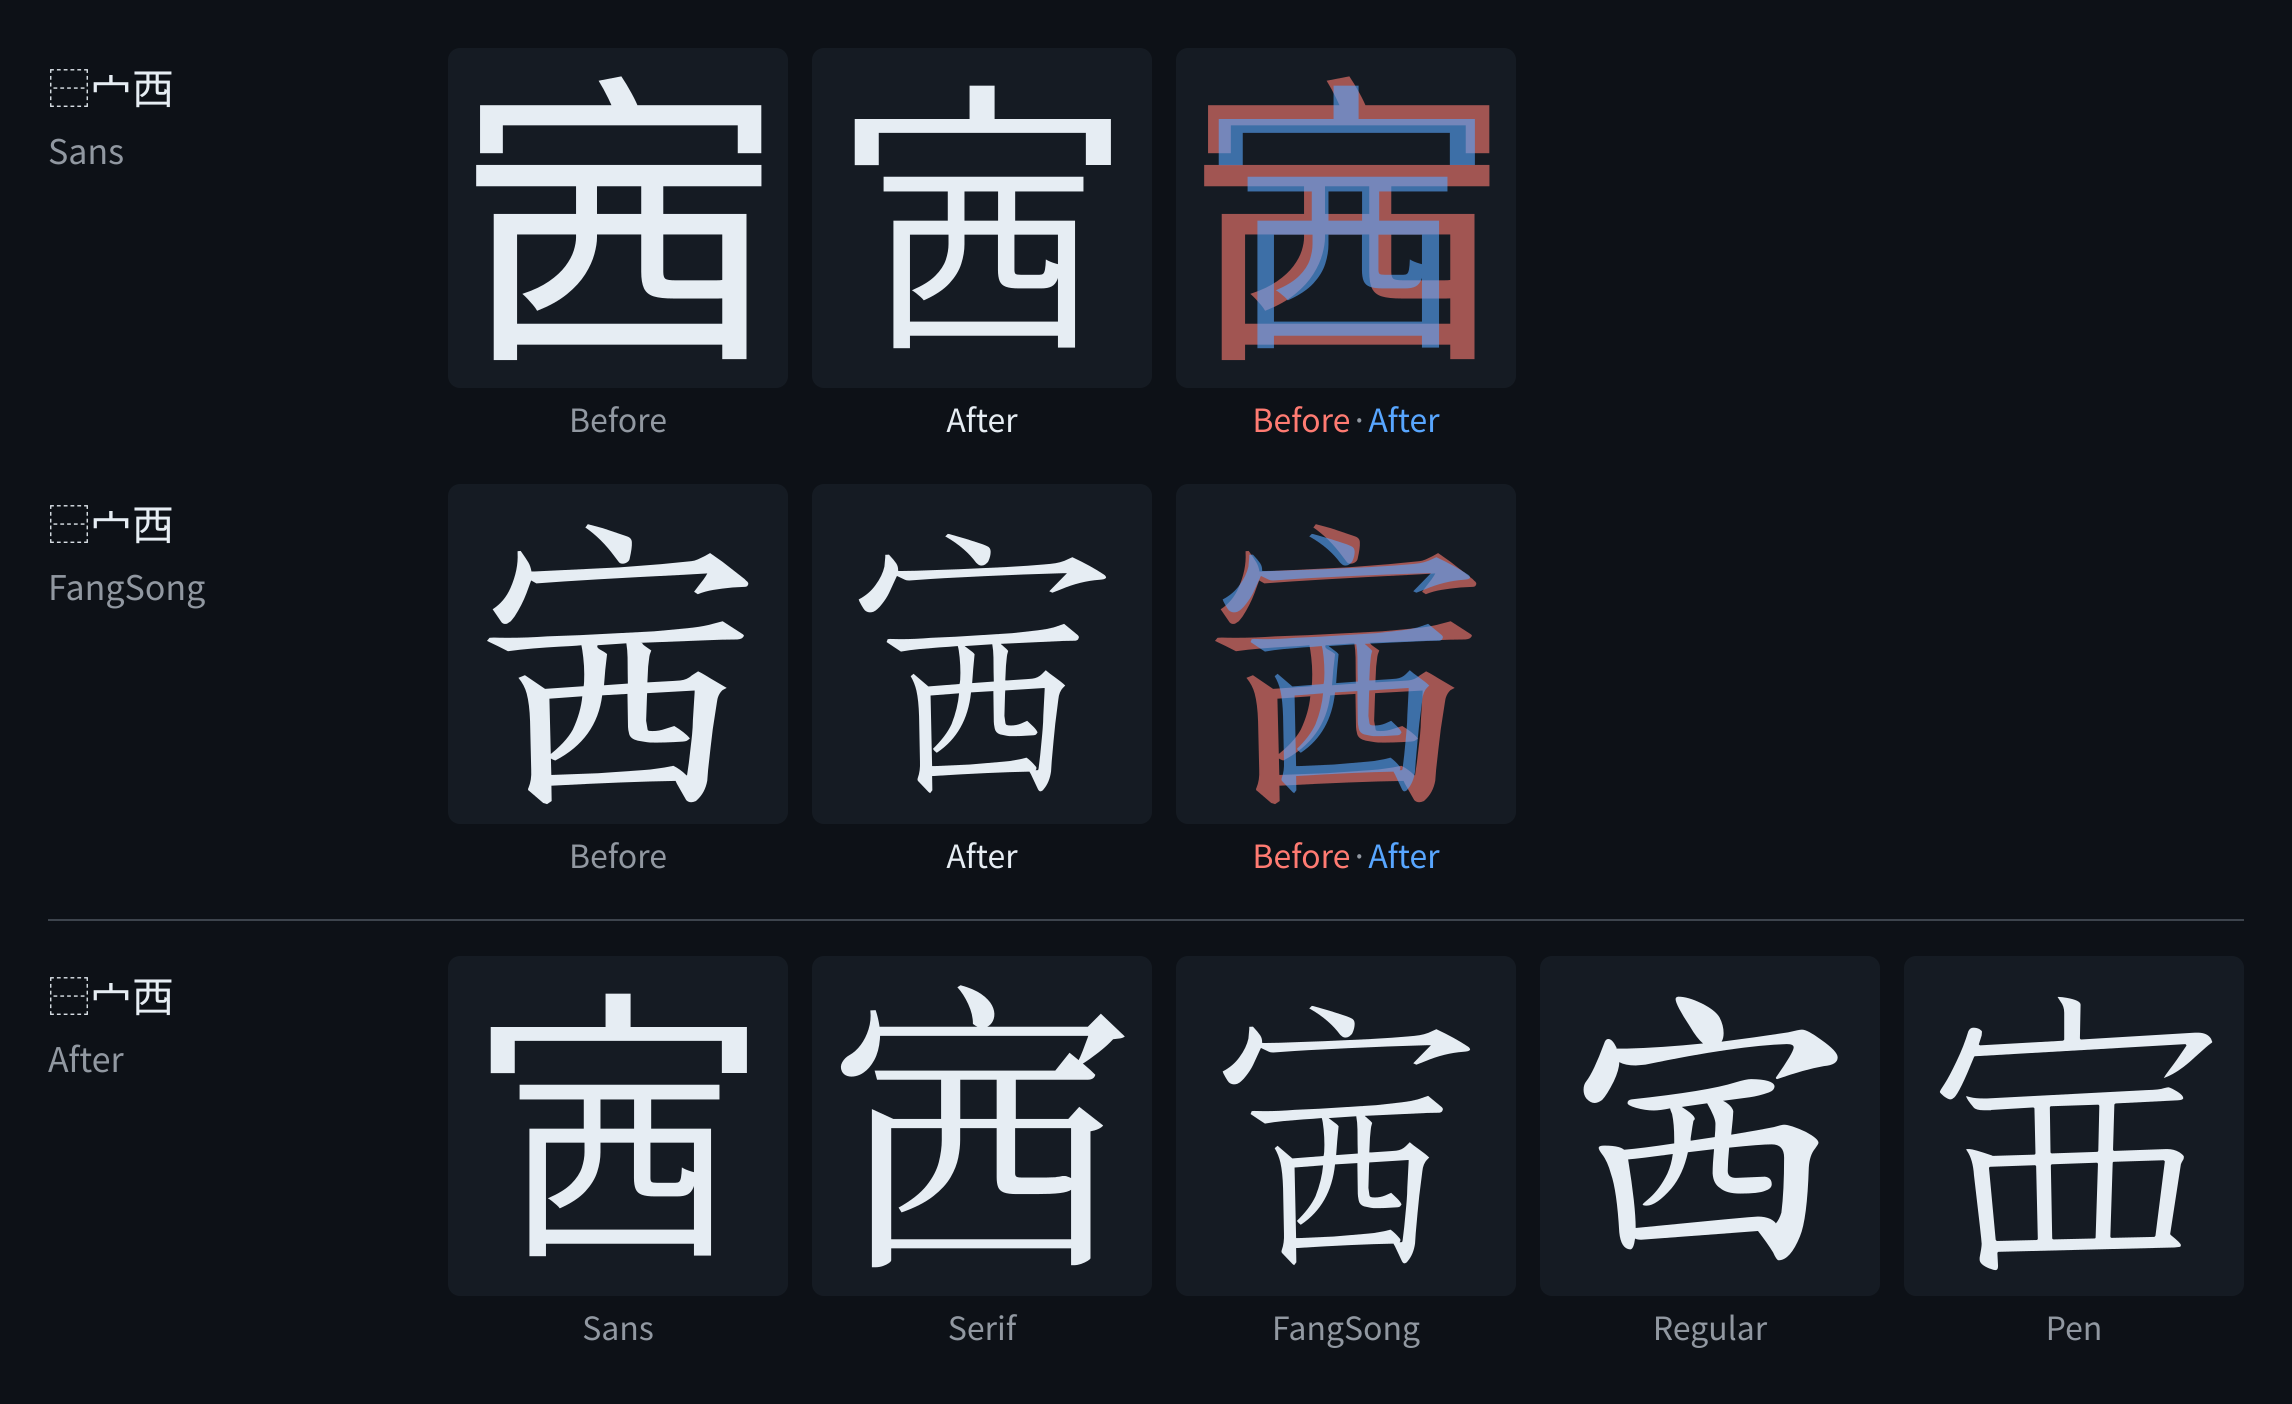 ⿱宀西
Sans
Before
After
Before·After
⿱宀西
FangSong
Before
After
Before·After
⿱宀西
After
Sans
Serif
FangSong
Regular
Pen